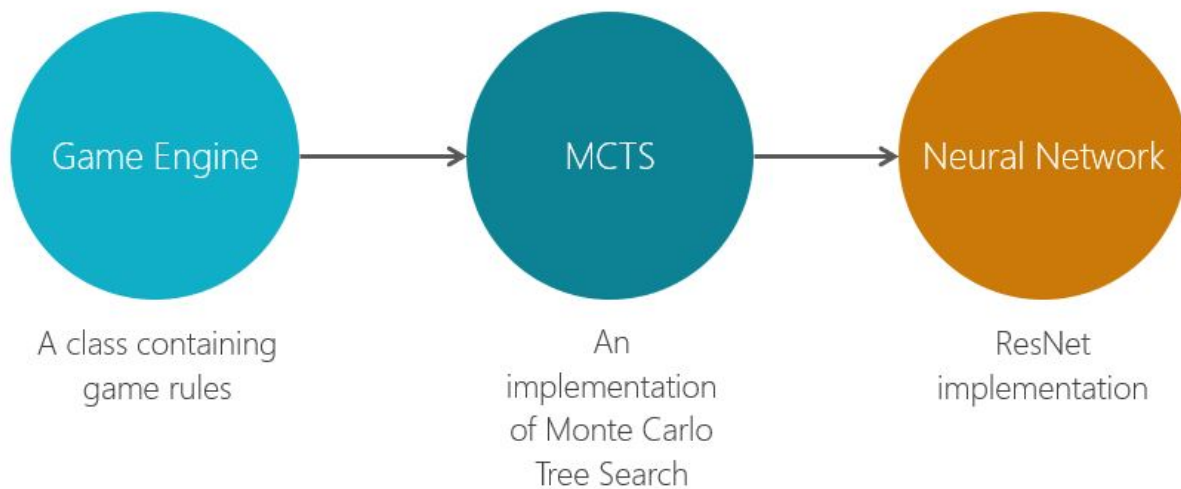 Game Engine
MCTS
Neural Network
A class containing
game rules
An
implementation
of Monte Carlo
Tree Search
ResNet
implementation